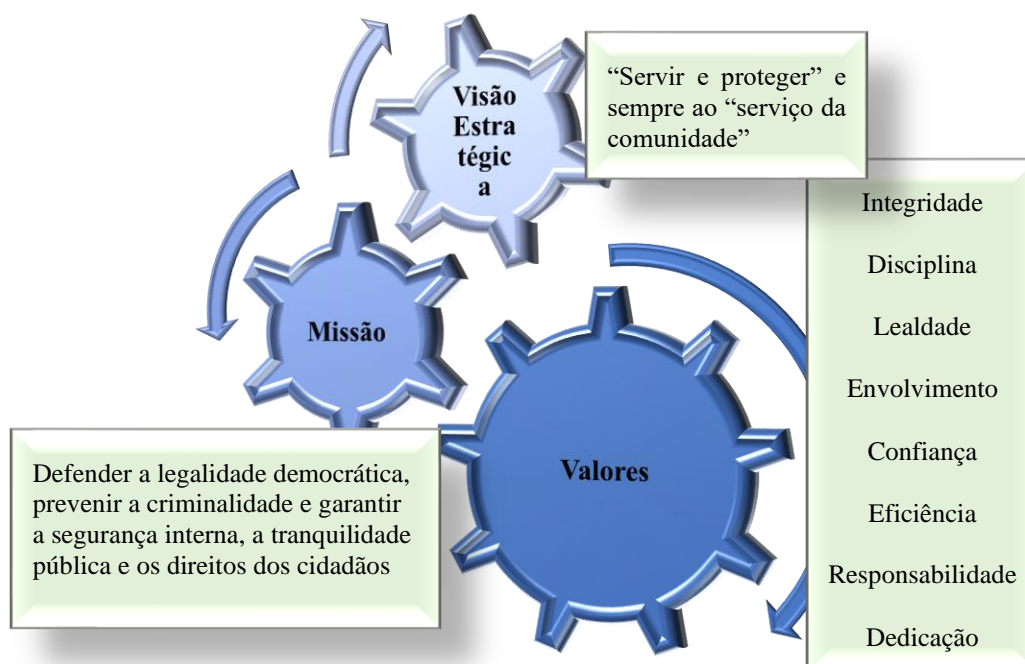 Visão
Estra
tégic
a
“Servir e proteger” e
sempre ao “serviço da
comunidade”
Missão
Defender a legalidade democrática,
prevenir a criminalidade e garantir
a segurança interna, a tranquilidade
pública e os direitos dos cidadãos
Valores
Integridade
Disciplina
Lealdade
Envolvimento
Confiança
Eficiência
Responsabilidade
Dedicação